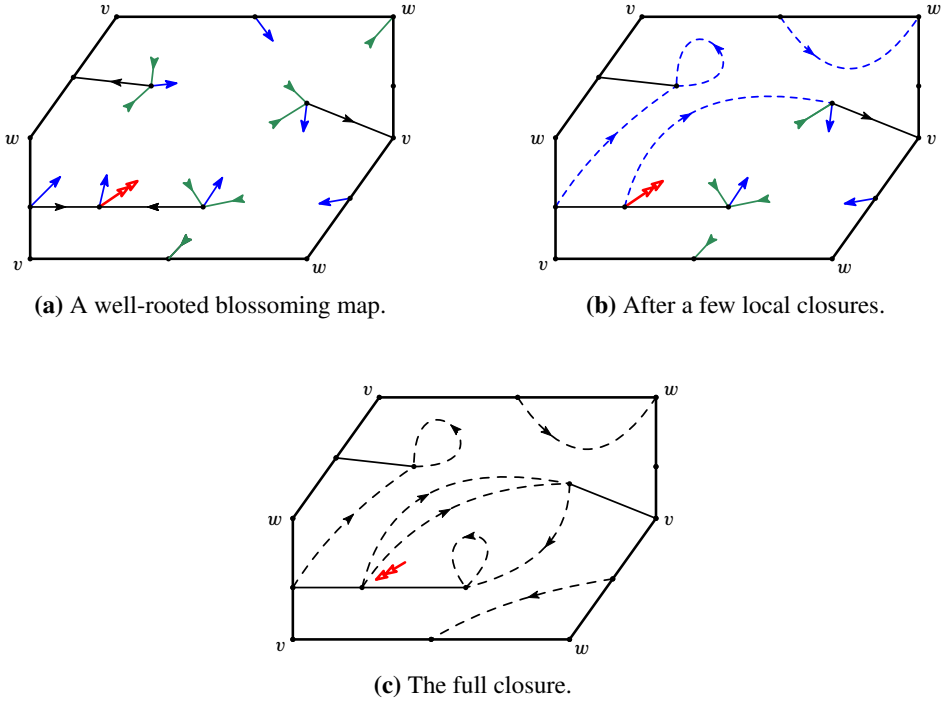 v w
w v
v w
(a) A well-rooted blossoming map.
v w
w v
v w
(b) After a few local closures.
v w
w v
v w
(c) The full closure.